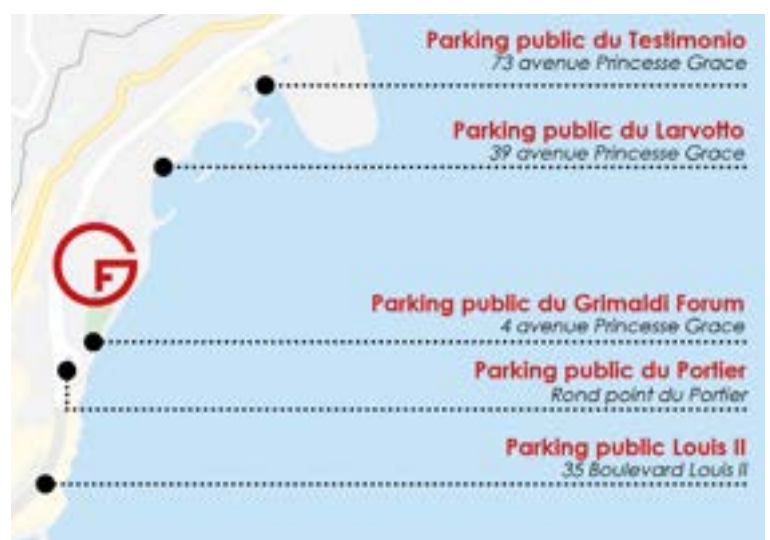 Parking public du Testimonio
73 avenue Princesse Grace
Parking public du Larvotto
39 avenue Princesse Grace
GF
Parking public du Grimaldi Forum
4 avenue Princesse Grace
Parking public du Portier
Rond point du Portier
Parking public Louis II
35 Boulevard Louis II